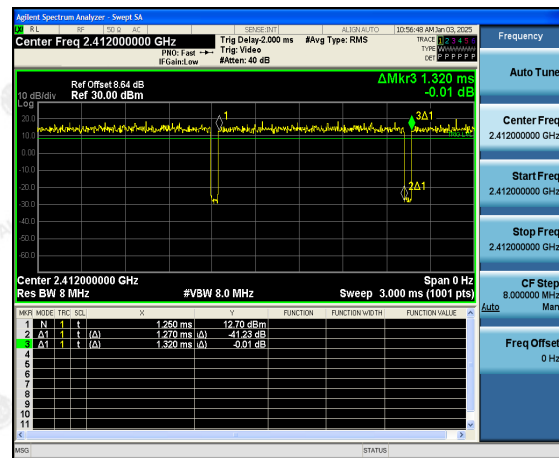 Agilent Spectrum Analyzer - Swept SA
RL RF 50 Ω AC SENSE:INT ALIGN AUTO 10:56:48 AM Jan 03, 2025
Center Freq 2.412000000 GHz
PNO: Fast
IFGain:Low
Trig Delay-2.000 ms
Trig: Video
#Atten: 40 dB
#Avg Type: RMS
TRACE 1 2 3 4 5 6
TYPE
DET P P P P P P
Ref Offset 8.64 dB
10 dB/div Ref 30.00 dBm
Log
ΔMkr3 1.320 ms
-0.01 dB
20.0
10.0
0.00
-10.0
-20.0
-30.0
-40.0
-50.0
-60.0
1
3Δ1
2Δ1
Center 2.412000000 GHz
Span 0 Hz
Res BW 8 MHz
#VBW 8.0 MHz
Sweep 3.000 ms (1001 pts)
MKR MODE TRC SCL X Y FUNCTION FUNCTION WIDTH FUNCTION VALUE
1 N 1 t 1.250 ms 12.70 dBm
2 Δ1 1 t (Δ) 1.270 ms (Δ) -41.23 dB
3 Δ1 1 t (Δ) 1.320 ms (Δ) -0.01 dB
4
5
6
7
8
9
10
11
MSG
STATUS
Frequency
Auto Tune
Center Freq
2.412000000 GHz
Start Freq
2.412000000 GHz
Stop Freq
2.412000000 GHz
CF Step
8.000000 MHz
Auto Man
Freq Offset
0 Hz